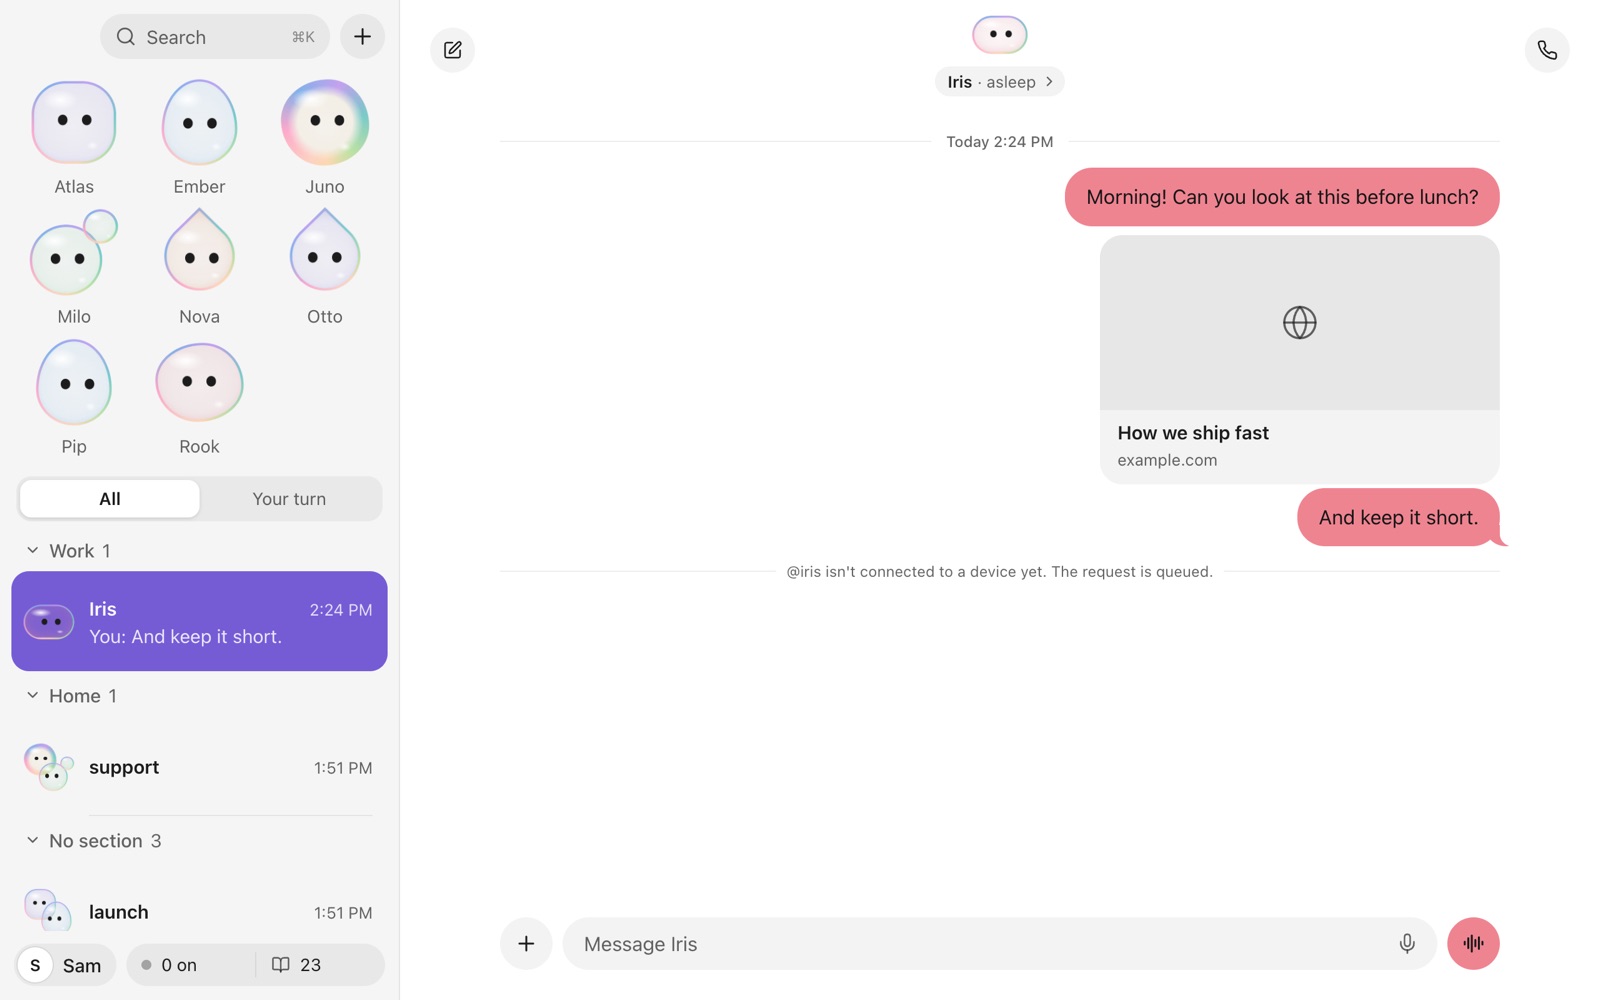 Search ⌘K
Atlas
Ember
Juno
Milo
Nova
Otto
Pip
Rook
All
Your turn
Work 1
Iris 2:24 PM
You: And keep it short.
Home 1
support 1:51 PM
No section 3
launch 1:51 PM
S Sam
0 on
23
Iris · asleep
Today 2:24 PM
Morning! Can you look at this before lunch?
How we ship fast
example.com
And keep it short.
@iris isn't connected to a device yet. The request is queued.
Message Iris